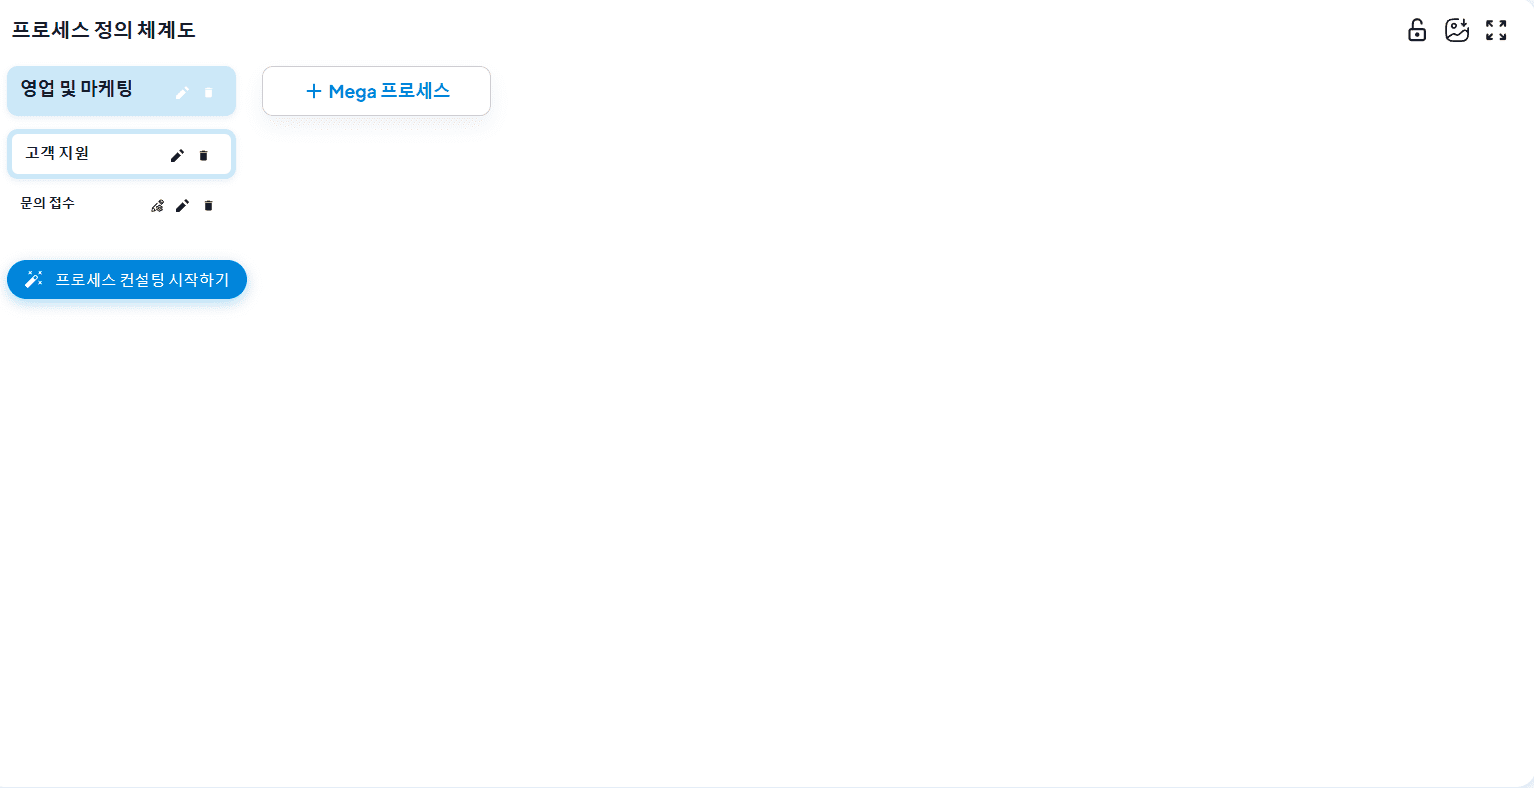 프로세스 정의 체계도
영업 및 마케팅
+ Mega 프로세스
고객 지원
문의 접수
프로세스 컨설팅 시작하기